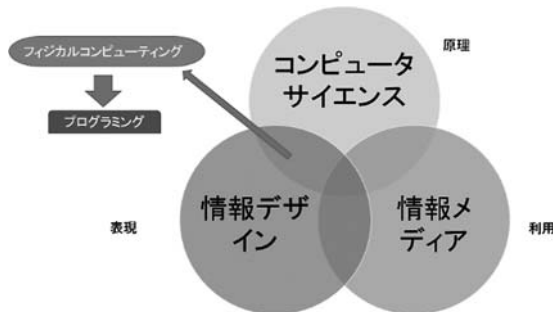 フィジカルコンピューティング
プログラミング
コンピュータ
サイエンス
原理
情報デザ
イン
表現
情報メ
ディア
利用